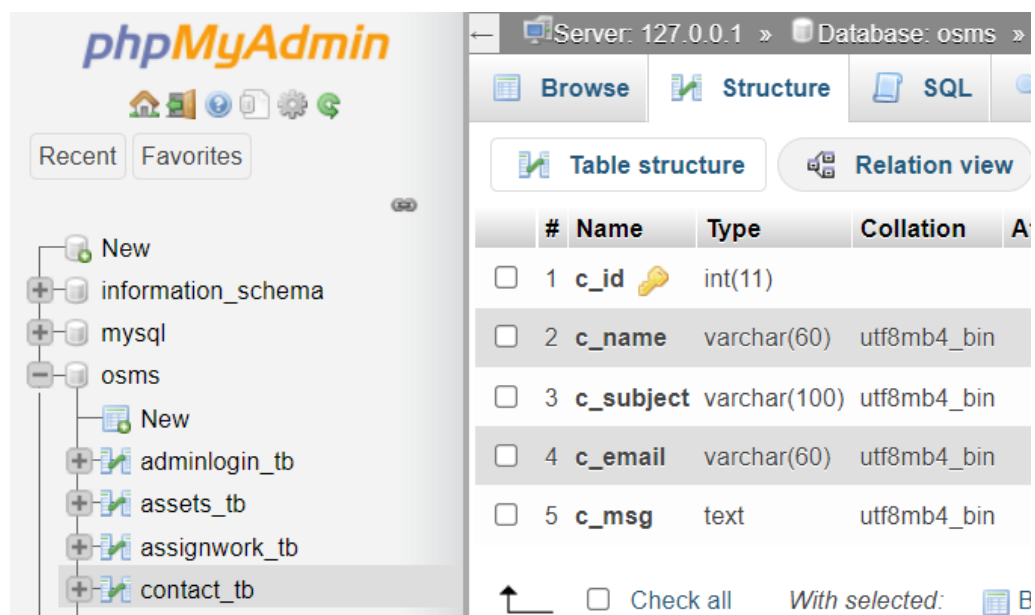 phpMyAdmin
Recent Favorites
New
information_schema
mysql
osms
New
adminlogin_tb
assets_tb
assignwork_tb
contact_tb
← Server: 127.0.0.1 » Database: osms »
Browse Structure SQL
Table structure Relation view
# Name Type Collation
1 c_id int(11)
2 c_name varchar(60) utf8mb4_bin
3 c_subject varchar(100) utf8mb4_bin
4 c_email varchar(60) utf8mb4_bin
5 c_msg text utf8mb4_bin
Check all With selected: